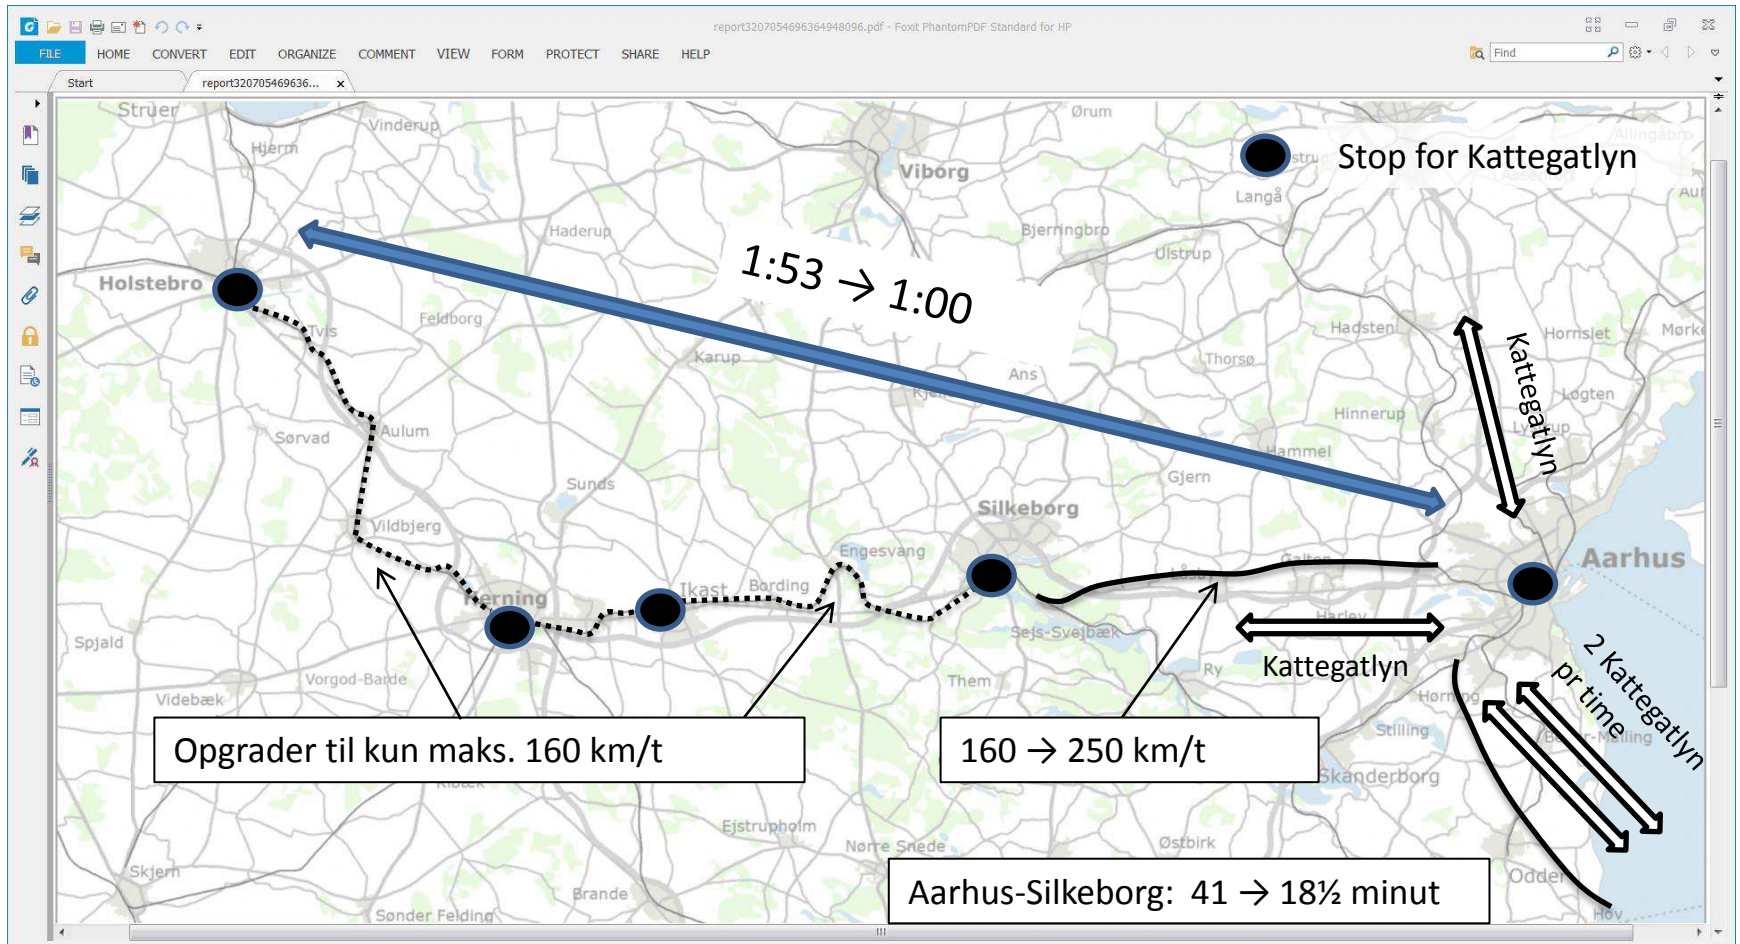 report3207054696364948096.pdf - Foxit PhantomPDF Standard for HP
FILE HOME CONVERT EDIT ORGANIZE COMMENT VIEW FORM PROTECT SHARE HELP
Find
Start
report320705469636... x
Struer
Vinderup
Ørum
Hjerm
Viborg
Stop for Kattegatlyn
Langå
Haderup
Bjerringbro
Ulstrup
1:53 → 1:00
Holstebro
Feldborg
Tvis
Hadsten
Hornslet
Karup
Thorsø
Ans
Kattegatlyn
Løgten
Hinnerup
Aulum
Sørvad
Hammel
Gjern
Sunds
Silkeborg
Vildbjerg
Engesvang
Aarhus
Låsby
Galten
Ikast
Bording
Herning
Harlev
Sejs-Svejbæk
Spjald
Kattegatlyn
2 Kattegatlyn
pr time
Ry
Vorgod-Barde
Them
Videbæk
Hørning
Stilling
Opgrader til kun maks. 160 km/t
160 → 250 km/t
Skanderborg
Ejstrupholm
Nørre Snede
Østbirk
Skjern
Brande
Aarhus-Silkeborg: 41 → 18½ minut
Odder
Sønder Felding
Hov